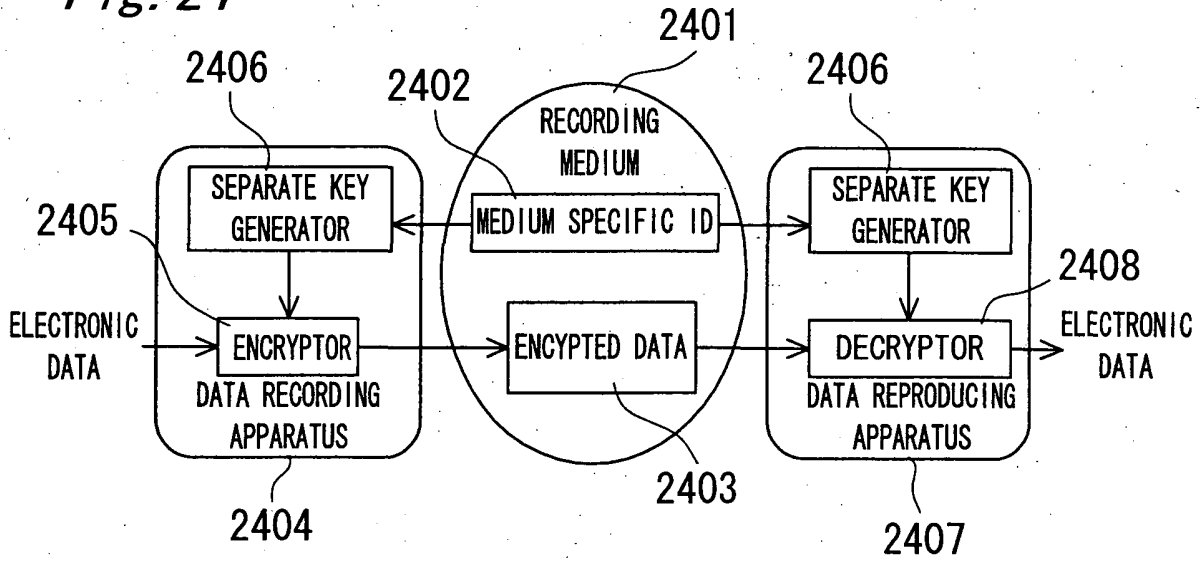 Fig. 24
2401
2406
2402
2406
RECORDING
MEDIUM
SEPARATE KEY
GENERATOR
MEDIUM SPECIFIC ID
SEPARATE KEY
GENERATOR
2405
2408
ELECTRONIC
DATA
ENCRYPTOR
ENCYPTED DATA
DECRYPTOR
ELECTRONIC
DATA
DATA RECORDING
APPARATUS
DATA REPRODUCING
APPARATUS
2403
2404
2407